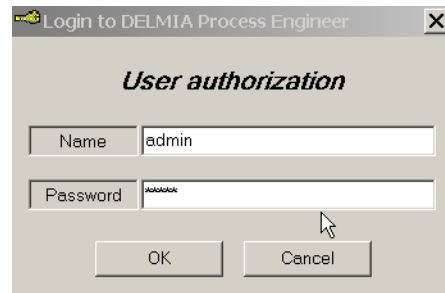 Login to DELMIA Process Engineer
User authorization
Name admin
Password *****
OK Cancel